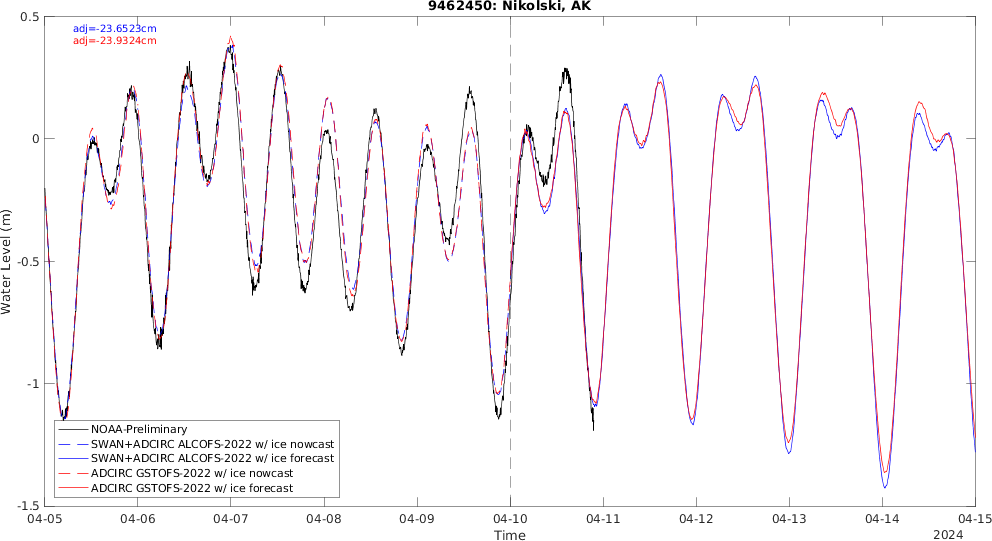 9462450: Nikolski, AK
adj=-23.6523cm
adj=-23.9324cm
0.5
0
-0.5
-1
-1.5
Water Level (m)
NOAA-Preliminary
SWAN+ADCIRC ALCOFS-2022 w/ ice nowcast
SWAN+ADCIRC ALCOFS-2022 w/ ice forecast
ADCIRC GSTOFS-2022 w/ ice nowcast
ADCIRC GSTOFS-2022 w/ ice forecast
04-05 04-06 04-07 04-08 04-09 04-10 04-11 04-12 04-13 04-14 04-15
Time
2024